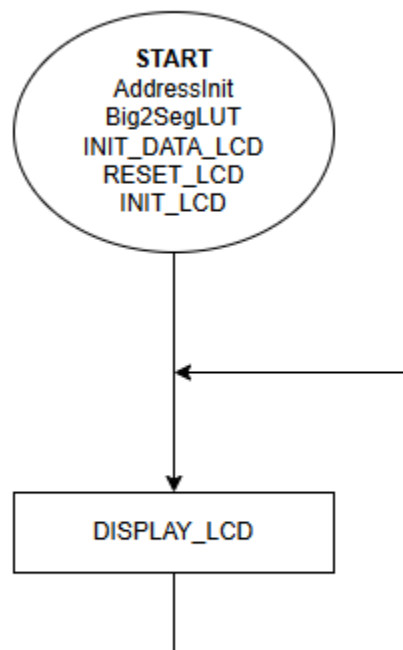 START
AddressInit
Big2SegLUT
INIT_DATA_LCD
RESET_LCD
INIT_LCD
DISPLAY_LCD